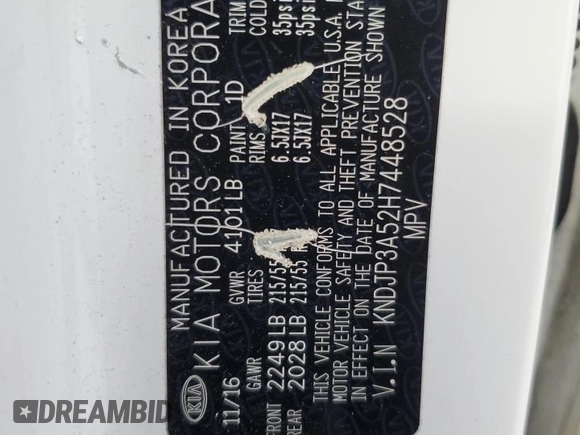 MANUFACTURED IN KOREA
KIA KIA MOTORS CORPORA
11/16 GVWR 4101LB PAINT 1D TRIM
GAWR TIRES RIMS COLD
FRONT 2249LB 215/55 6.5JX17 35psi
REAR 2028LB 215/55 R 6.5JX17 35psi
THIS VEHICLE CONFORMS TO ALL APPLICABLE U.S.A.
MOTOR VEHICLE SAFETY AND THEFT PREVENTION STA
IN EFFECT ON THE DATE OF MANUFACTURE SHOWN
V.I.N KNDJP3A52H7448528
MPV
DREAMBID